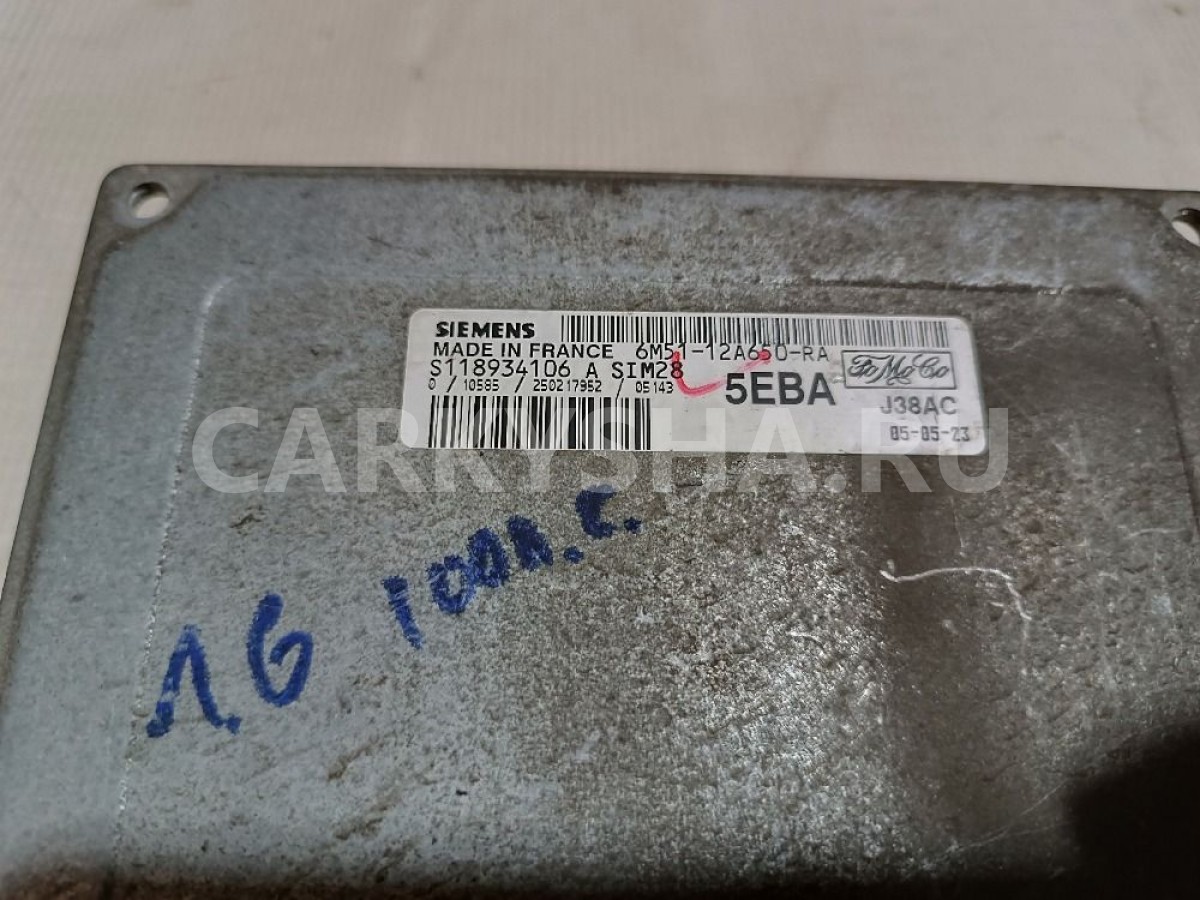 SIEMENS
MADE IN FRANCE 6M51-12A650-RA
S118934106 A SIM28
0 / 10585 / 250217952 / 05143
5EBA
FoMoCo
J38AC
05-05-23
CARRYSHA.RU
1.6 100л.с.